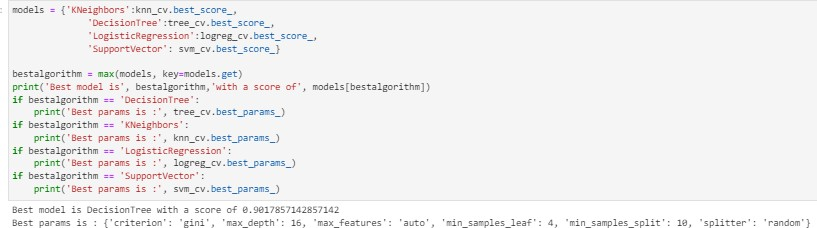 models = {'KNeighbors':knn_cv.best_score_,
'DecisionTree':tree_cv.best_score_,
'LogisticRegression':logreg_cv.best_score_,
'SupportVector': svm_cv.best_score_}
bestalgorithm = max(models, key=models.get)
print('Best model is', bestalgorithm,'with a score of', models[bestalgorithm])
if bestalgorithm == 'DecisionTree':
print('Best params is :', tree_cv.best_params_)
if bestalgorithm == 'KNeighbors':
print('Best params is :', knn_cv.best_params_)
if bestalgorithm == 'LogisticRegression':
print('Best params is :', logreg_cv.best_params_)
if bestalgorithm == 'SupportVector':
print('Best params is :', svm_cv.best_params_)
Best model is DecisionTree with a score of 0.9017857142857142
Best params is : {'criterion': 'gini', 'max_depth': 16, 'max_features': 'auto', 'min_samples_leaf': 4, 'min_samples_split': 10, 'splitter': 'random'}